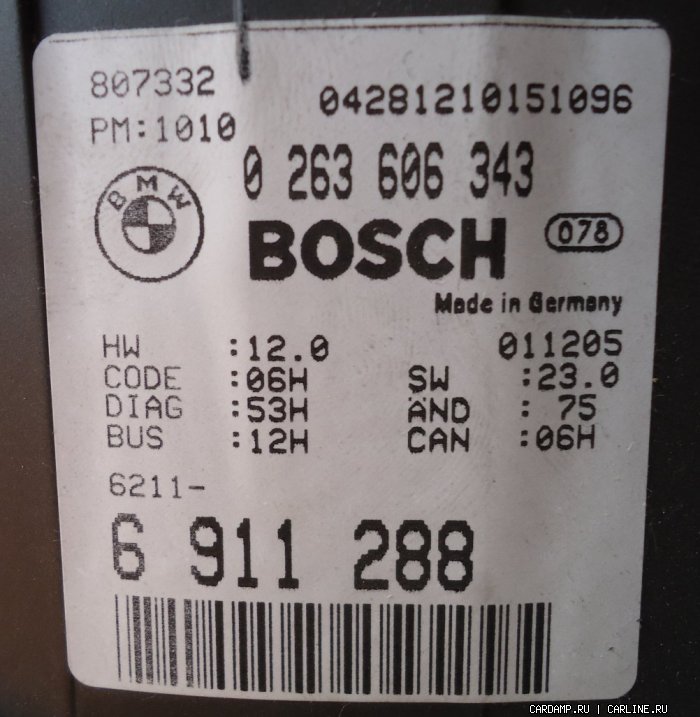 807332
04281210151096
PM:1010
0 263 606 343
BMW
BOSCH 078
Made in Germany
HW :12.0 011205
CODE :06H SW :23.0
DIAG :53H ÄND : 75
BUS :12H CAN :06H
6211-
6 911 288
CARDAMP.RU | CARLINE.RU